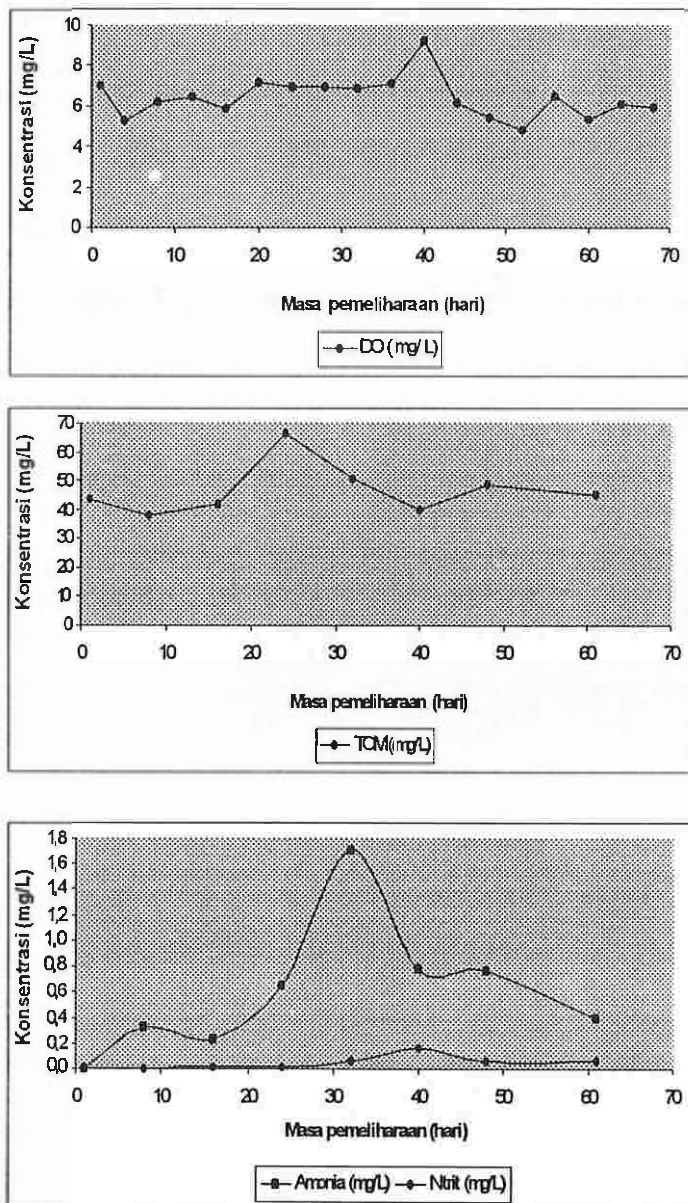 Konsentrasi (mg/L)
10
8
6
4
2
0
0 10 20 30 40 50 60 70
Masa pemeliharaan (hari)
DO (mg/L)
Konsentrasi (mg/L)
70
60
50
40
30
20
10
0
0 10 20 30 40 50 60 70
Masa pemeliharaan (hari)
TOM (mg/L)
Konsentrasi (mg/L)
1,8
1,6
1,4
1,2
1,0
0,8
0,6
0,4
0,2
0,0
0 10 20 30 40 50 60 70
Masa pemeliharaan (hari)
Amonia (mg/L) Nitrit (mg/L)